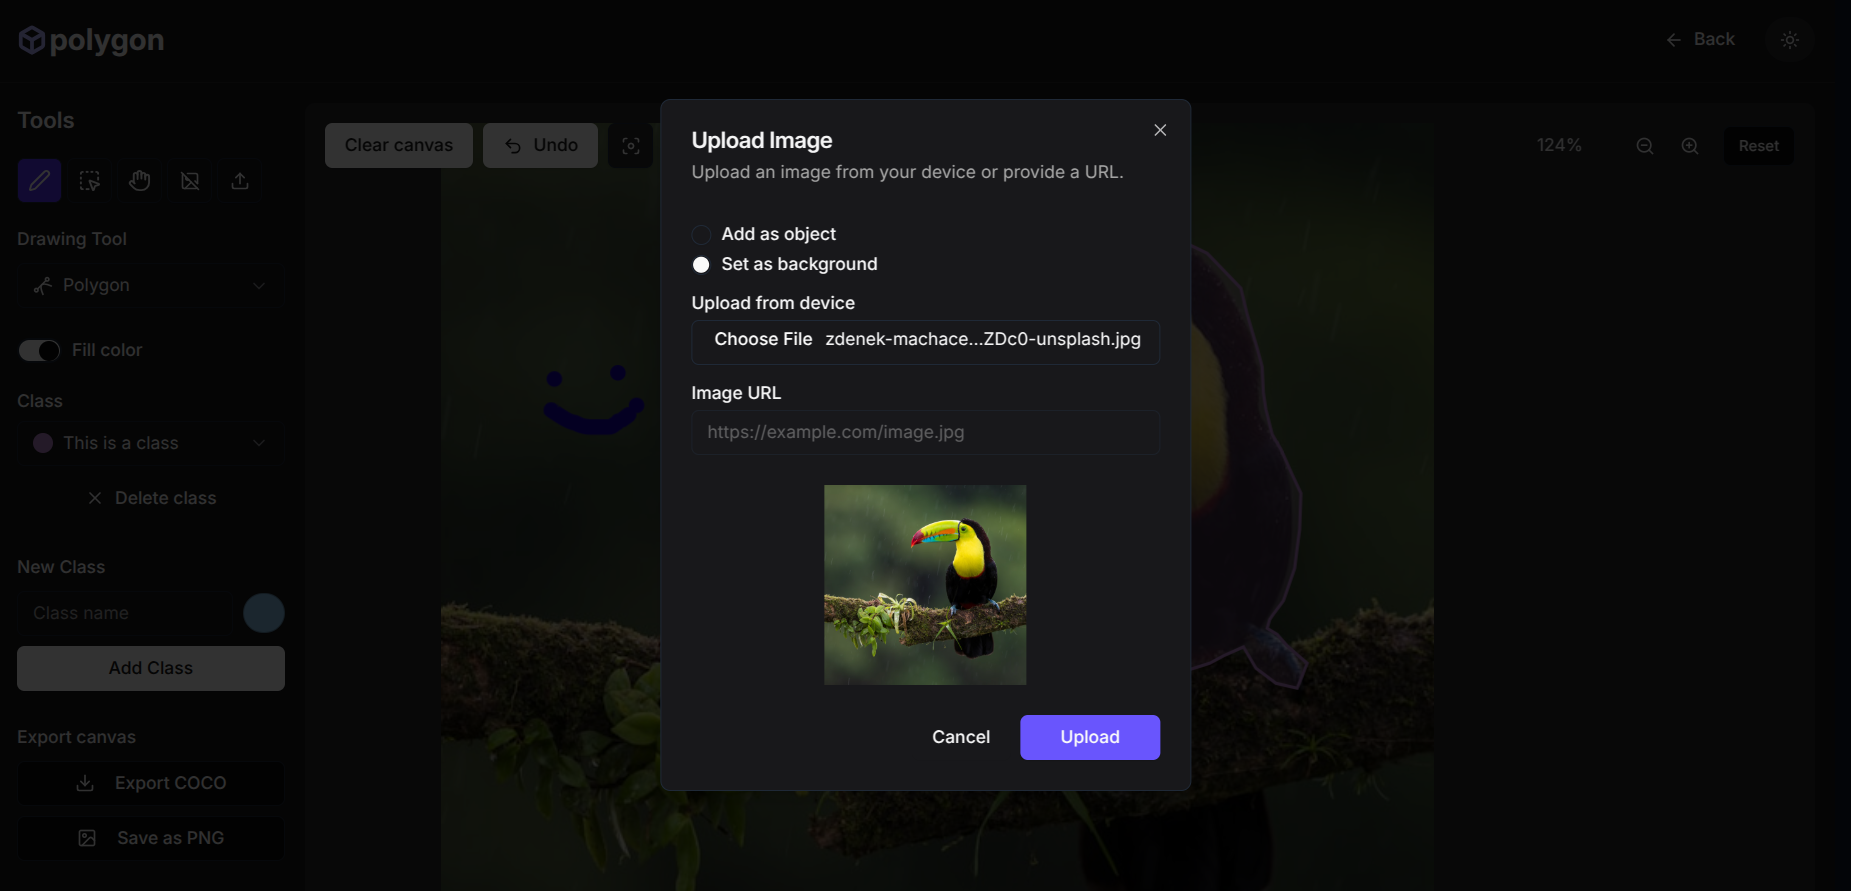 polygon
Back
Tools
Clear canvas
Undo
124%
Reset
Drawing Tool
Polygon
Fill color
Class
This is a class
Delete class
New Class
Class name
Add Class
Export canvas
Export COCO
Save as PNG
Upload Image
Upload an image from your device or provide a URL.
Add as object
Set as background
Upload from device
Choose File zdenek-machace...ZDc0-unsplash.jpg
Image URL
https://example.com/image.jpg
Cancel
Upload